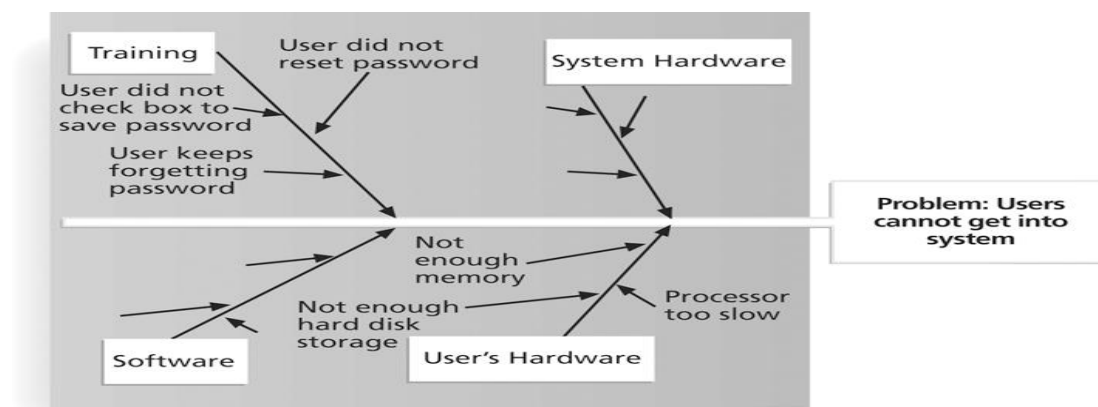 Training
User did not
reset password
System Hardware
User did not
check box to
save password
User keeps
forgetting
password
Problem: Users
cannot get into
system
Not
enough
memory
Not enough
hard disk
storage
Processor
too slow
Software
User's Hardware